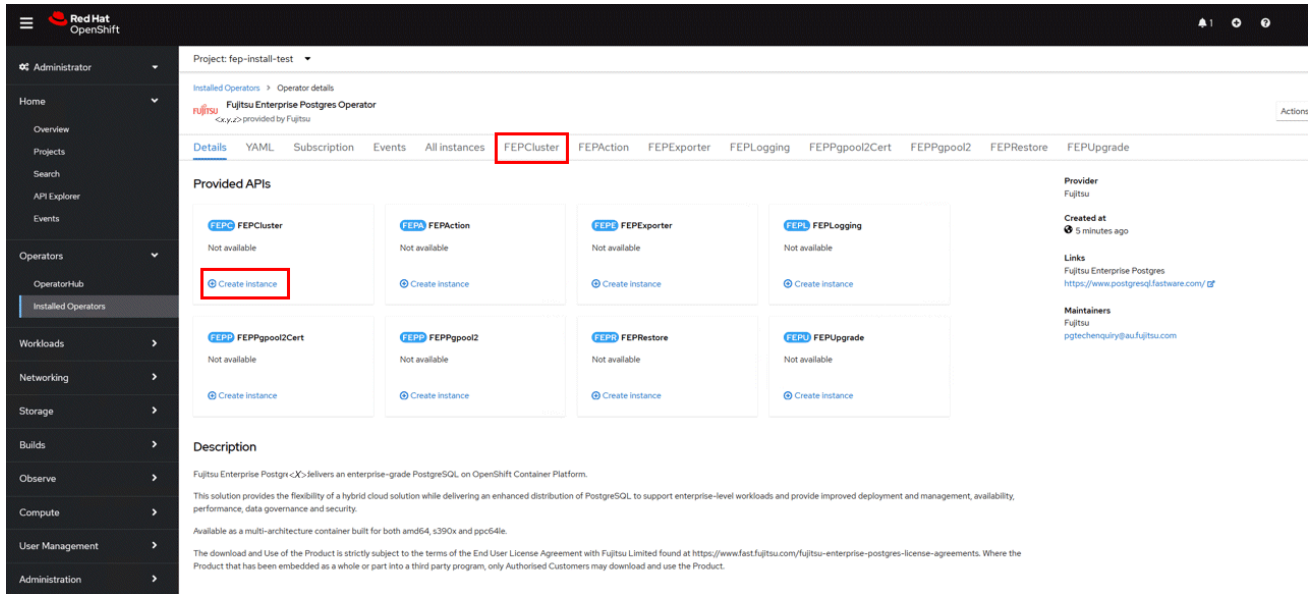 Red Hat
OpenShift
1
Administrator
Home
Overview
Projects
Search
API Explorer
Events
Operators
OperatorHub
Installed Operators
Workloads
Networking
Storage
Builds
Observe
Compute
User Management
Administration
Project: fep-install-test
Installed Operators > Operator details
FUJITSU
Fujitsu Enterprise Postgres Operator
<x.y.z> provided by Fujitsu
Actions
Details YAML Subscription Events All instances FEPCluster FEPAction FEPExporter FEPLogging FEPPgpool2Cert FEPPgpool2 FEPRestore FEPUpgrade
Provided APIs
FEPC FEPCluster
Not available
Create instance
FEPA FEPAction
Not available
Create instance
FEPE FEPExporter
Not available
Create instance
FEPL FEPLogging
Not available
Create instance
FEPP FEPPgpool2Cert
Not available
Create instance
FEPP FEPPgpool2
Not available
Create instance
FEPR FEPRestore
Not available
Create instance
FEPU FEPUpgrade
Not available
Create instance
Provider
Fujitsu
Created at
5 minutes ago
Links
Fujitsu Enterprise Postgres
https://www.postgresql.fastware.com/
Maintainers
Fujitsu
pgtechenquiry@au.fujitsu.com
Description
Fujitsu Enterprise Postgr<X>delivers an enterprise-grade PostgreSQL on OpenShift Container Platform.
This solution provides the flexibility of a hybrid cloud solution while delivering an enhanced distribution of PostgreSQL to support enterprise-level workloads and provide improved deployment and management, availability,
performance, data governance and security.
Available as a multi-architecture container built for both amd64, s390x and ppc64le.
The download and Use of the Product is strictly subject to the terms of the End User License Agreement with Fujitsu Limited found at https://www.fast.fujitsu.com/fujitsu-enterprise-postgres-license-agreements. Where the
Product that has been embedded as a whole or part into a third party program, only Authorised Customers may download and use the Product.